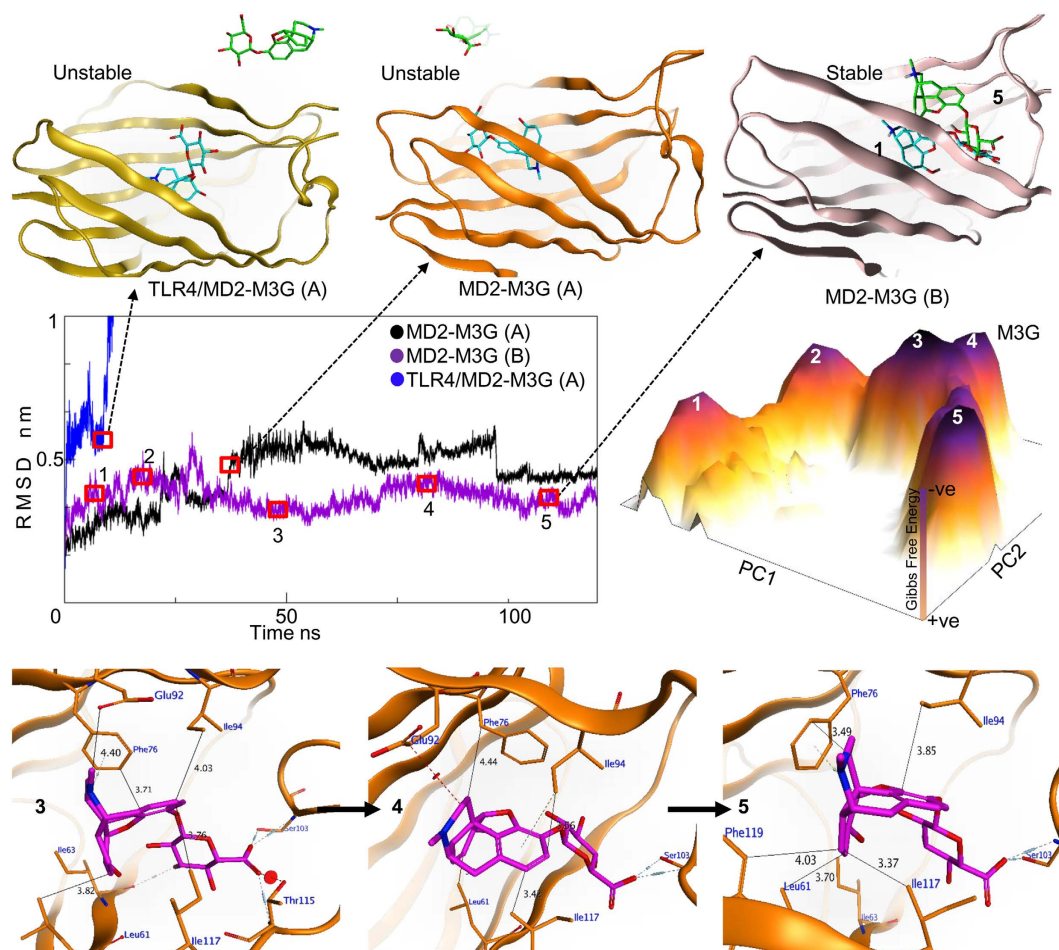 Unstable
Unstable
Stable
5
1
TLR4/MD2-M3G (A)
MD2-M3G (A)
MD2-M3G (B)
1
0.5
0
RMSD nm
MD2-M3G (A)
MD2-M3G (B)
TLR4/MD2-M3G (A)
1
2
3
4
5
50
100
Time ns
M3G
1
2
3
4
5
-ve
Gibbs Free Energy
+ve
PC1
PC2
3
Glu92
Phe76
4.40
Ile94
4.03
3.71
Ser103
Ile63
3.82
Thr115
Leu61
Ile117
4
Glu92
Phe76
4.44
Ile94
Ser103
Leu61
Ile117
5
Phe76
3.49
Ile94
3.85
Ser103
Phe119
4.03
3.37
Leu61
3.70
Ile63
Ile117